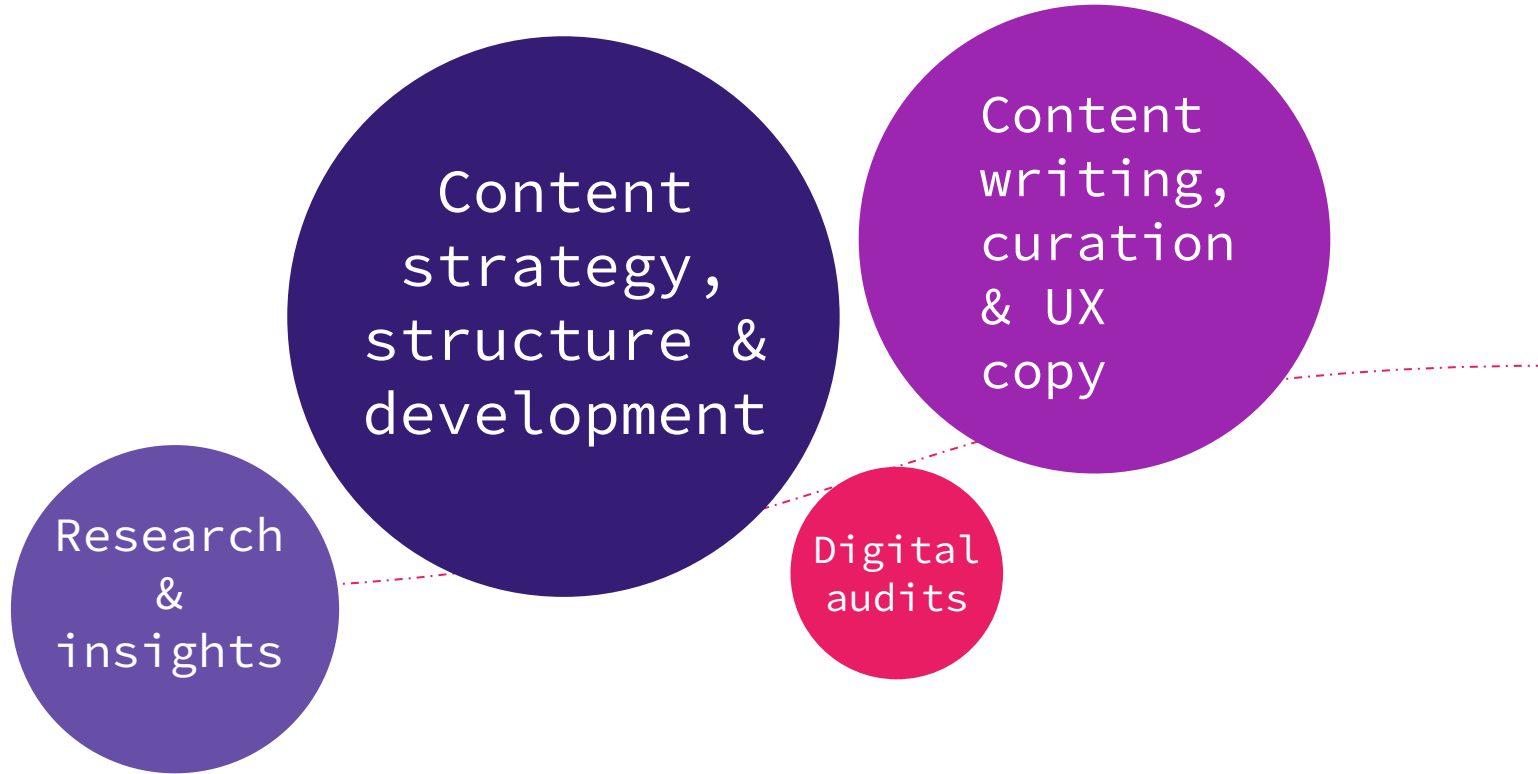 Research
&
insights
Content
strategy,
structure &
development
Digital
audits
Content
writing,
curation
& UX
copy